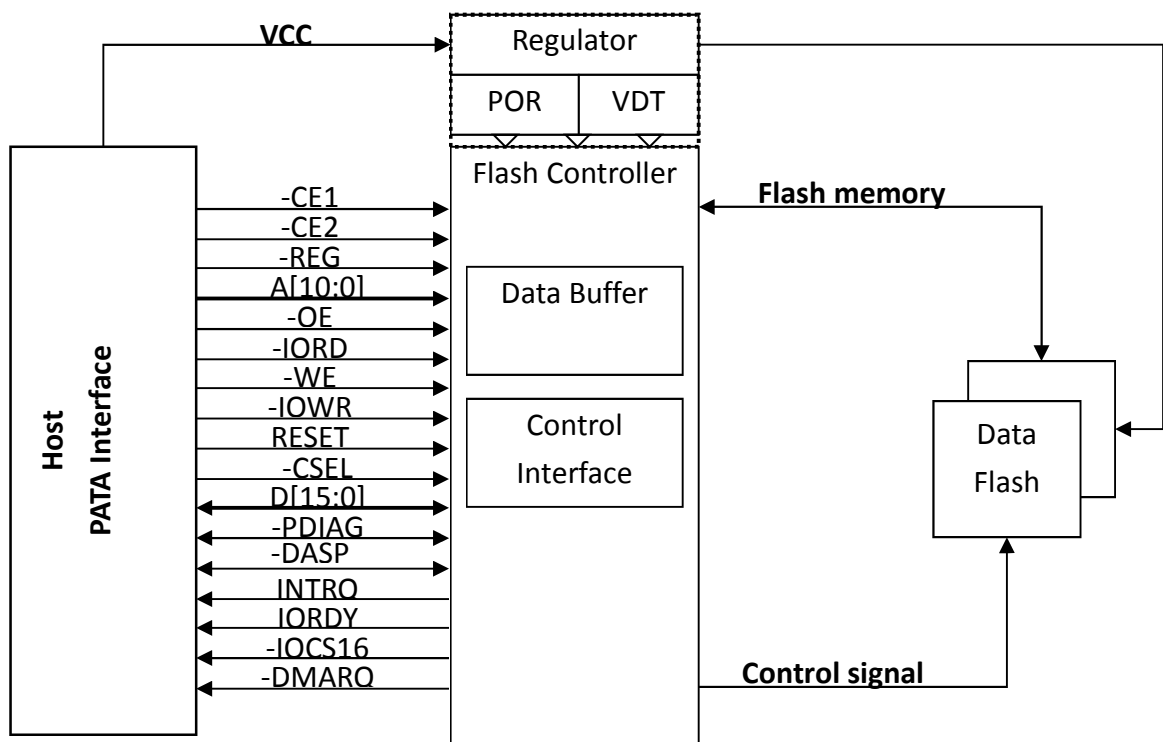 VCC
Regulator
POR
VDT
Flash Controller
-CE1
-CE2
-REG
A[10:0]
-OE
-IORD
-WE
-IOWR
RESET
-CSEL
D[15:0]
-PDIAG
-DASP
INTRQ
IORDY
-IOCS16
-DMARQ
Host
PATA Interface
Data Buffer
Control
Interface
Flash memory
Data
Flash
Control signal